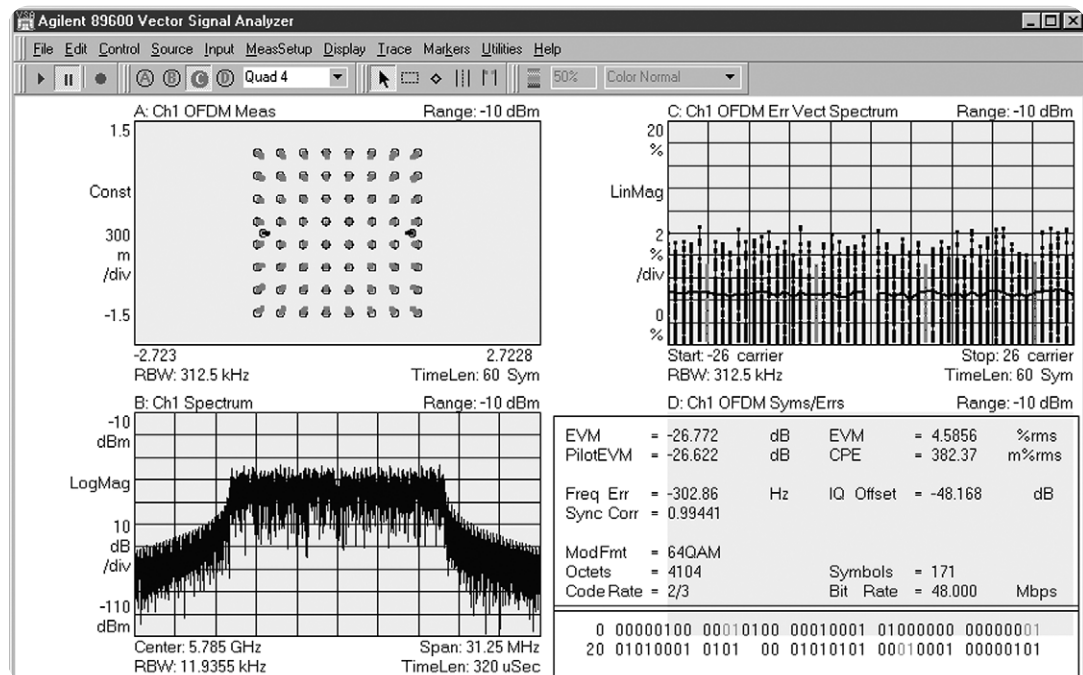 Agilent 89600 Vector Signal Analyzer
File Edit Control Source Input MeasSetup Display Trace Markers Utilities Help
A B C D Quad 4 50% Color Normal
A: Ch1 OFDM Meas Range: -10 dBm
1.5
Const
300
m
/div
-1.5
-2.723 2.7228
RBW: 312.5 kHz TimeLen: 60 Sym
C: Ch1 OFDM Err Vect Spectrum Range: -10 dBm
20
%
LinMag
2
%
/div
0
%
Start: -26 carrier Stop: 26 carrier
RBW: 312.5 kHz TimeLen: 60 Sym
B: Ch1 Spectrum Range: -10 dBm
-10
dBm
LogMag
10
dB
/div
-110
dBm
Center: 5.785 GHz Span: 31.25 MHz
RBW: 11.9355 kHz TimeLen: 320 uSec
D: Ch1 OFDM Syms/Errs Range: -10 dBm
EVM = -26.772 dB EVM = 4.5856 %rms
PilotEVM = -26.622 dB CPE = 382.37 m%rms
Freq Err = -302.86 Hz IQ Offset = -48.168 dB
Sync Corr = 0.99441
ModFmt = 64QAM
Octets = 4104 Symbols = 171
Code Rate = 2/3 Bit Rate = 48.000 Mbps
0 00000100 00010100 00010001 01000000 00000001
20 01010001 0101 00 01010101 00010001 00000101